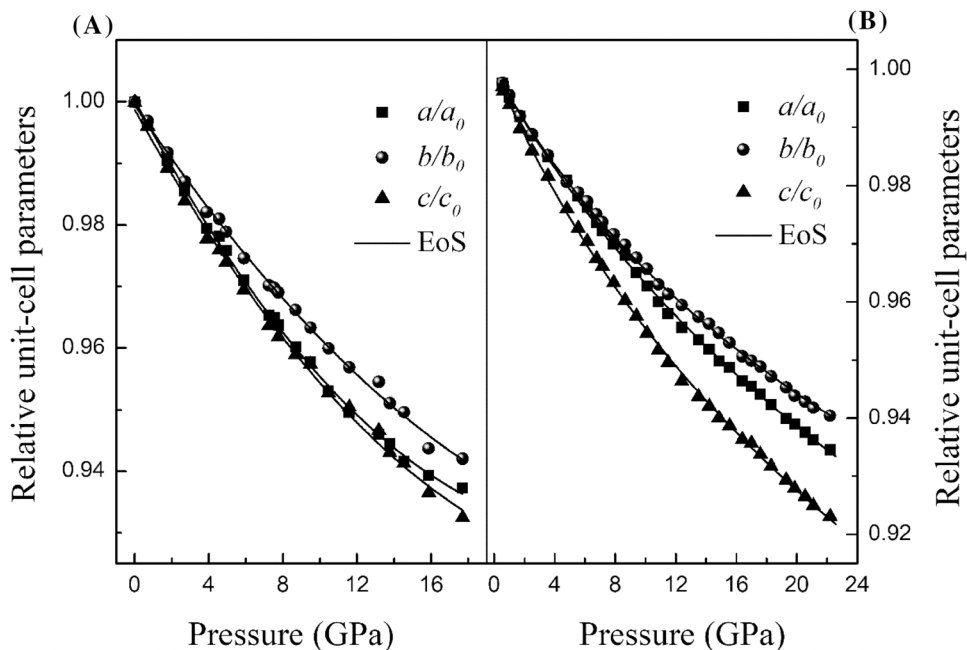 (A)
(B)
Relative unit-cell parameters
1.00
0.98
0.96
0.94
a/a0
b/b0
c/c0
EoS
0 4 8 12 16
Pressure (GPa)
a/a0
b/b0
c/c0
EoS
0 4 8 12 16 20 24
Pressure (GPa)
1.00
0.98
0.96
0.94
0.92
Relative unit-cell parameters